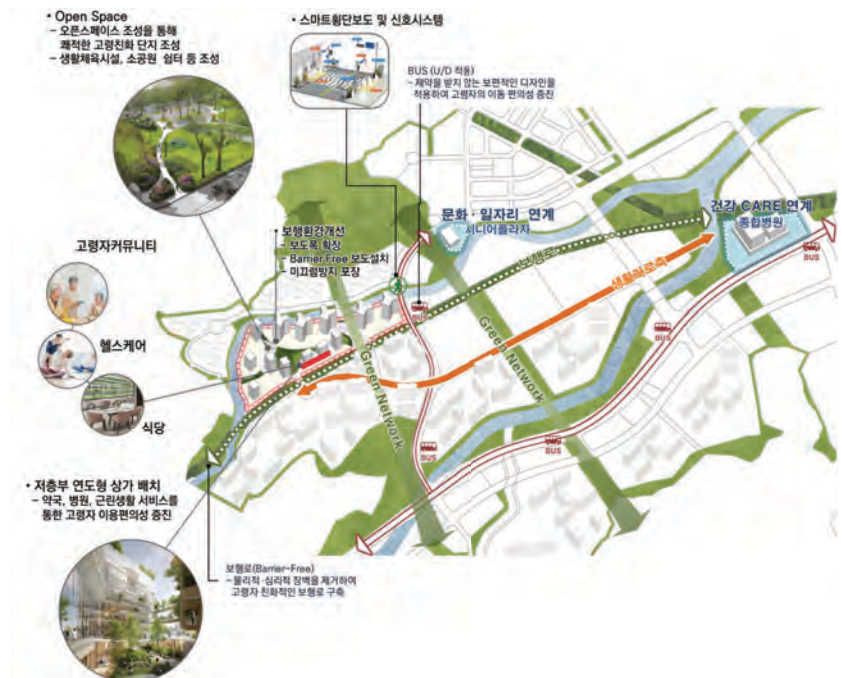 • Open Space
- 오픈스페이스 조성을 통해
쾌적한 고령친화 단지 조성
- 생활체육시설, 소공원 쉼터 등 조성
• 스마트횡단보도 및 신호시스템
BUS (U/D 적용)
- 제약을 받지 않는 보편적인 디자인을
적용하여 고령자의 이동 편의성 증진
문화 · 일자리 연계
시니어플라자
건강 CARE 연계
종합병원
보행환경개선
- 보도폭 확장
- Barrier Free 보도설치
- 미끄럼방지 포장
보행로
생활가로축
BUS
BUS
BUS
BUS
BUS
Green Network
Green Network
고령자커뮤니티
헬스케어
식당
• 저층부 연도형 상가 배치
- 약국, 병원, 근린생활 서비스를
통한 고령자 이용편의성 증진
보행로(Barrier-Free)
- 물리적·심리적 장벽을 제거하여
고령자 친화적인 보행로 구축